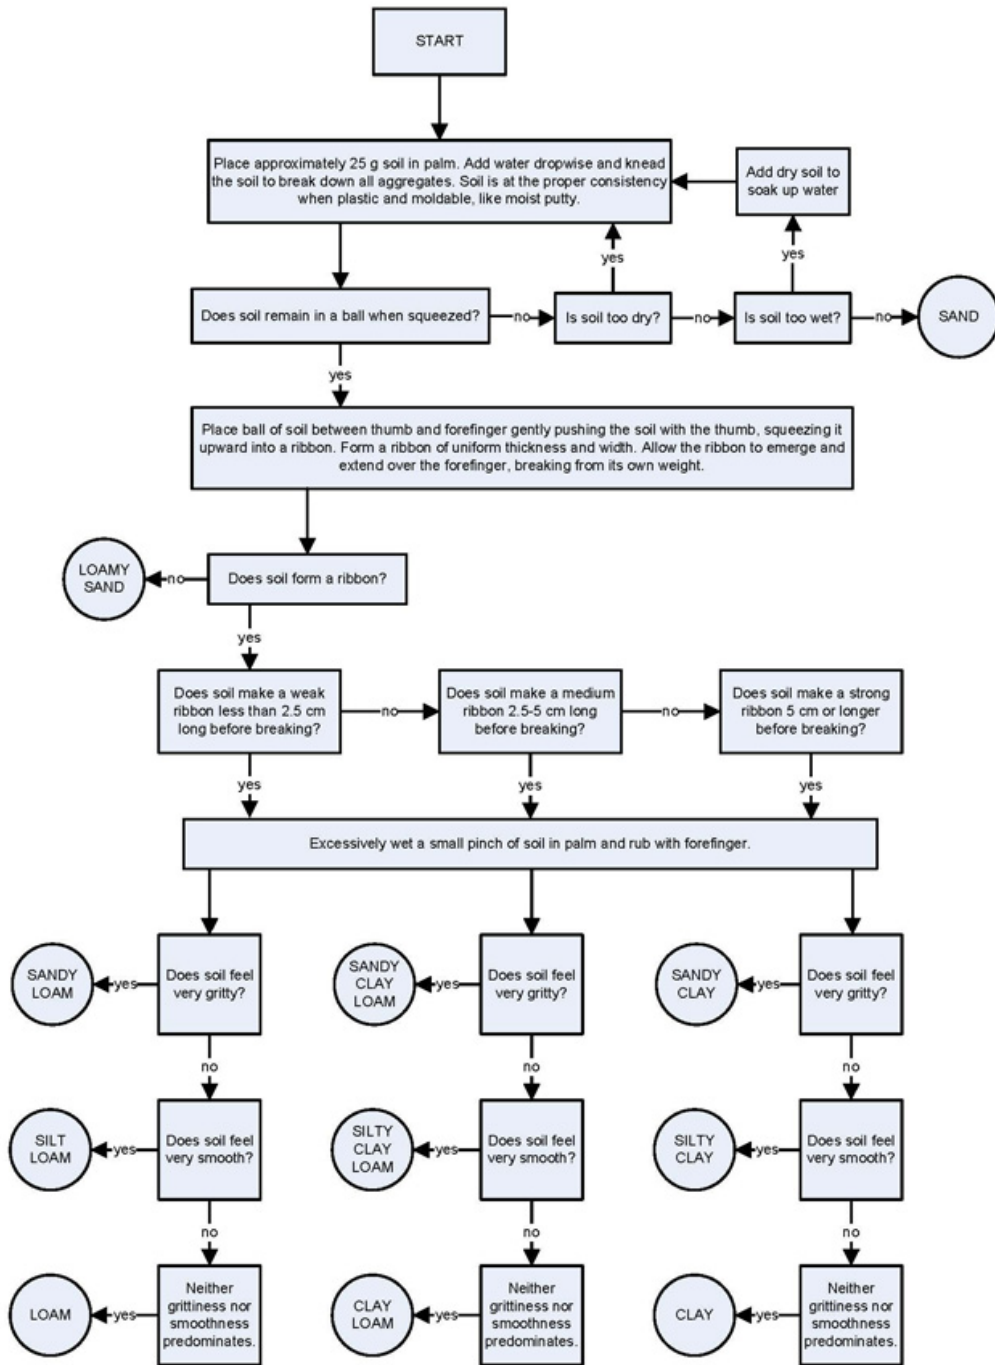 START
Place approximately 25 g soil in palm. Add water dropwise and knead
the soil to break down all aggregates. Soil is at the proper consistency
when plastic and moldable, like moist putty.
Add dry soil to
soak up water
yes
yes
Does soil remain in a ball when squeezed?
no
Is soil too dry?
no
Is soil too wet?
no
SAND
yes
Place ball of soil between thumb and forefinger gently pushing the soil with the thumb, squeezing it
upward into a ribbon. Form a ribbon of uniform thickness and width. Allow the ribbon to emerge and
extend over the forefinger, breaking from its own weight.
LOAMY
SAND
no
Does soil form a ribbon?
yes
Does soil make a weak
ribbon less than 2.5 cm
long before breaking?
no
Does soil make a medium
ribbon 2.5-5 cm long
before breaking?
no
Does soil make a strong
ribbon 5 cm or longer
before breaking?
yes
yes
yes
Excessively wet a small pinch of soil in palm and rub with forefinger.
SANDY
LOAM
yes
Does soil feel
very gritty?
SANDY
CLAY
LOAM
yes
Does soil feel
very gritty?
SANDY
CLAY
yes
Does soil feel
very gritty?
no
no
no
SILT
LOAM
yes
Does soil feel
very smooth?
SILTY
CLAY
LOAM
yes
Does soil feel
very smooth?
SILTY
CLAY
yes
Does soil feel
very smooth?
no
no
no
LOAM
yes
Neither
grittiness nor
smoothness
predominates.
CLAY
LOAM
yes
Neither
grittiness nor
smoothness
predominates.
CLAY
yes
Neither
grittiness nor
smoothness
predominates.